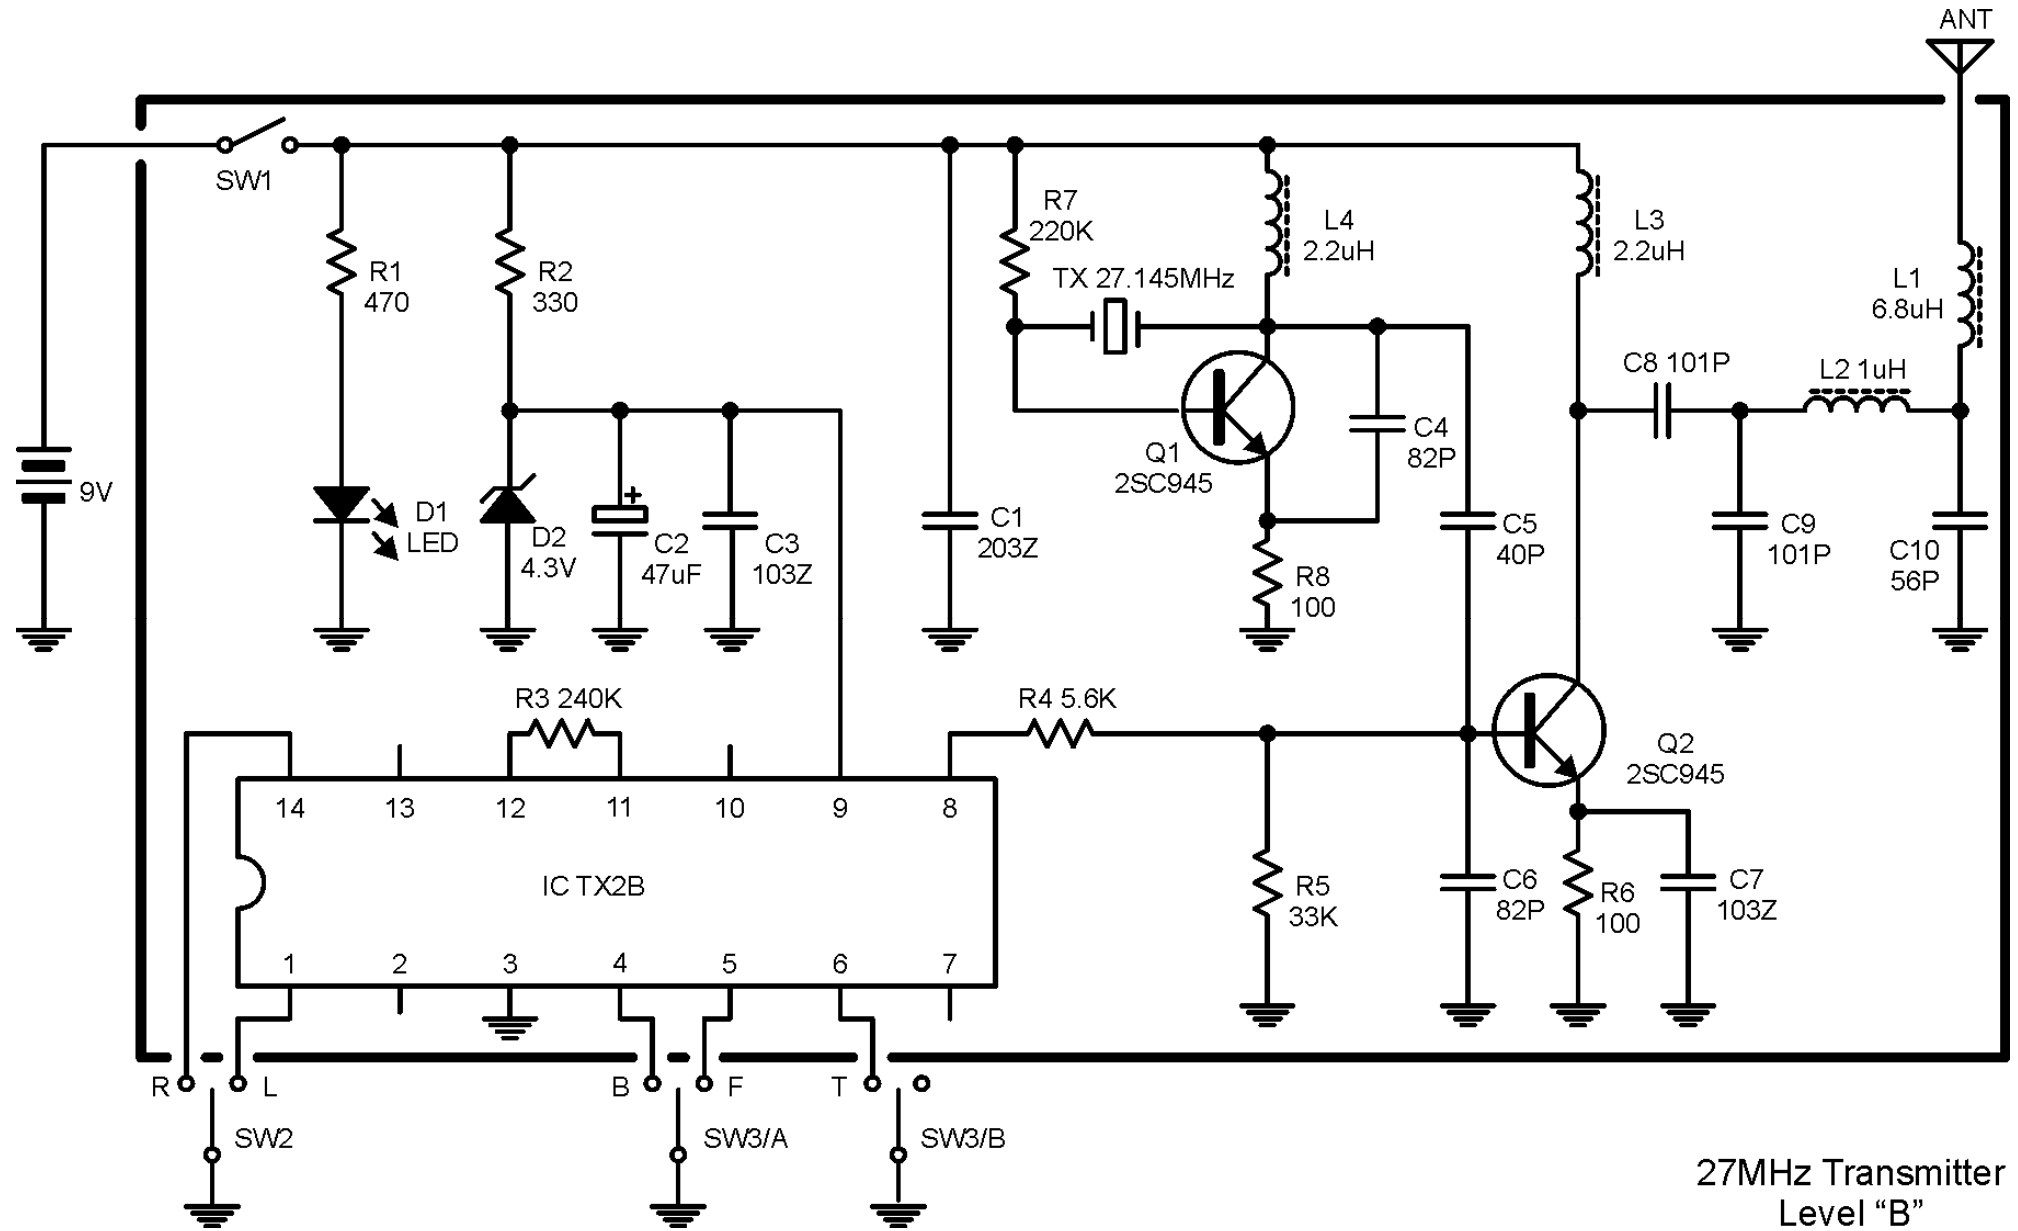 ANT
SW1
R7
220K
L4
2.2uH
L3
2.2uH
R1
470
R2
330
TX 27.145MHz
L1
6.8uH
C8 101P
L2 1uH
9V
D1
LED
D2
4.3V
+
C2
47uF
C3
103Z
C1
203Z
Q1
2SC945
C4
82P
R8
100
C5
40P
C9
101P
C10
56P
R3 240K
R4 5.6K
Q2
2SC945
14 13 12 11 10 9 8
IC TX2B
1 2 3 4 5 6 7
R5
33K
C6
82P
R6
100
C7
103Z
R L B F T
SW2 SW3/A SW3/B
27MHz Transmitter
Level “B”